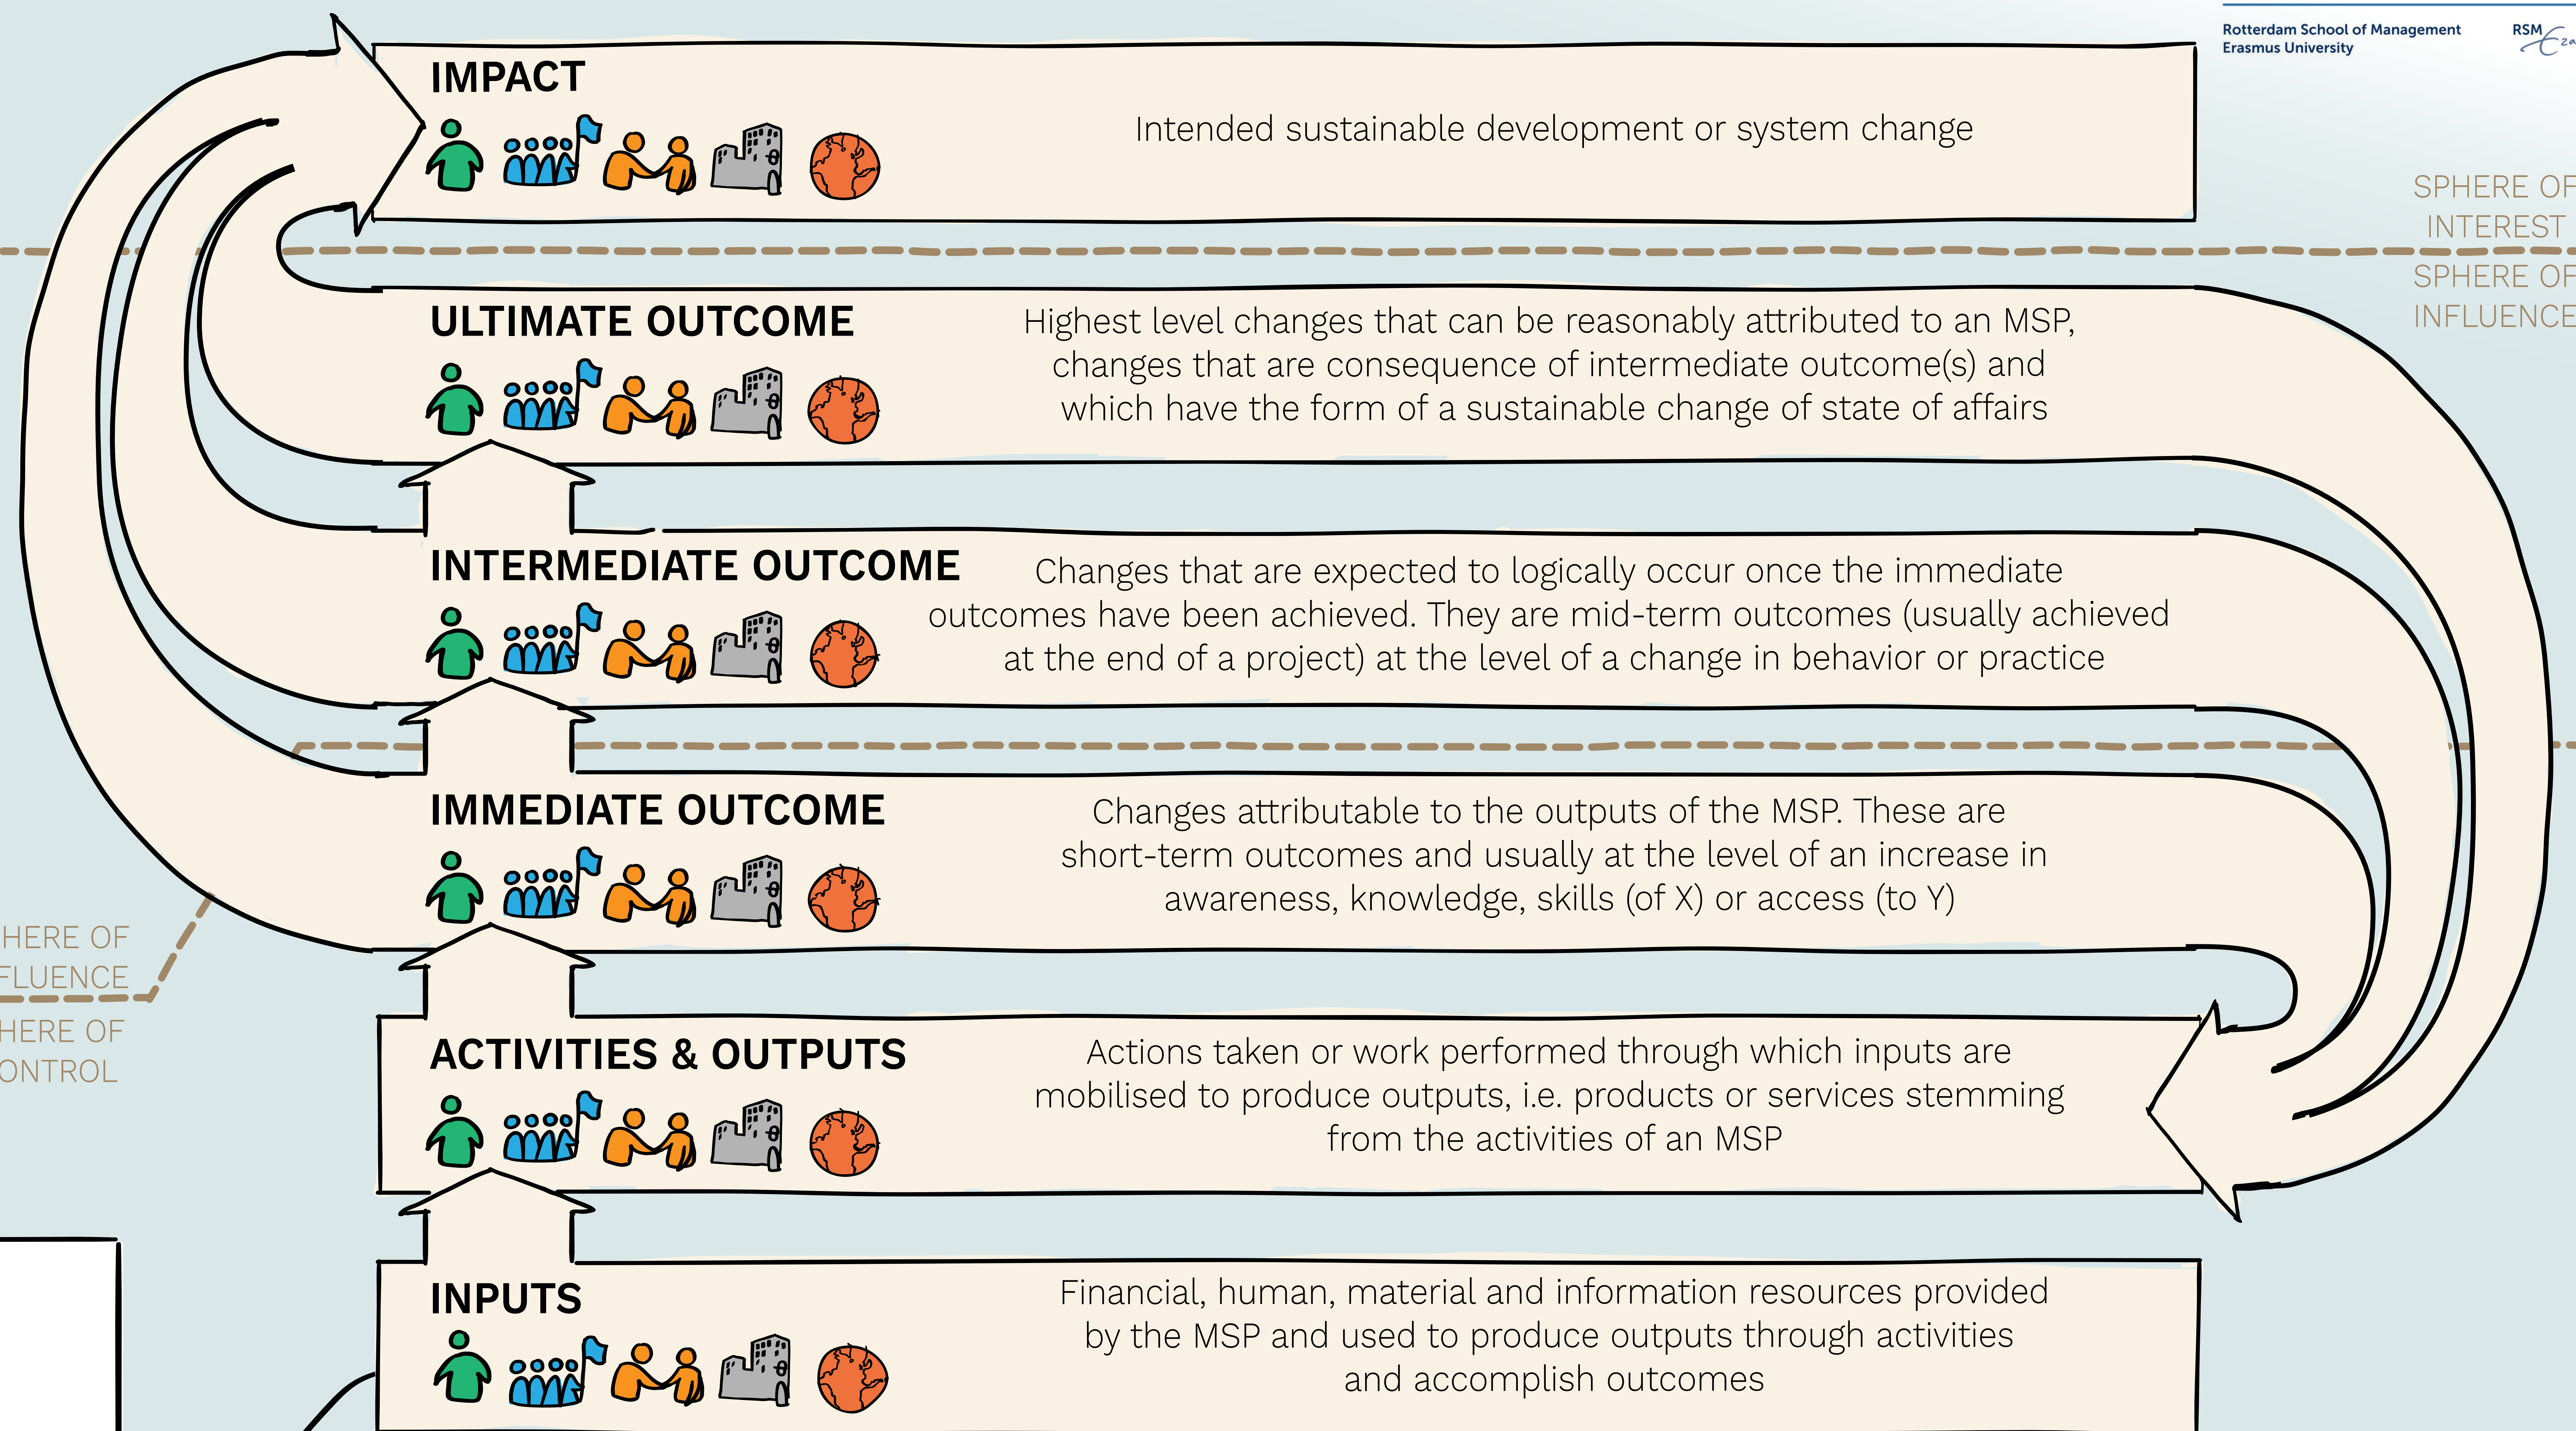 Rotterdam School of Management
Erasmus University
RSM
IMPACT
Intended sustainable development or system change
SPHERE OF
INTEREST
SPHERE OF
INFLUENCE
ULTIMATE OUTCOME
Highest level changes that can be reasonably attributed to an MSP,
changes that are consequence of intermediate outcome(s) and
which have the form of a sustainable change of state of affairs
INTERMEDIATE OUTCOME
Changes that are expected to logically occur once the immediate
outcomes have been achieved. They are mid-term outcomes (usually achieved
at the end of a project) at the level of a change in behavior or practice
IMMEDIATE OUTCOME
Changes attributable to the outputs of the MSP. These are
short-term outcomes and usually at the level of an increase in
awareness, knowledge, skills (of X) or access (to Y)
HERE OF
FLUENCE
HERE OF
ONTROL
ACTIVITIES & OUTPUTS
Actions taken or work performed through which inputs are
mobilised to produce outputs, i.e. products or services stemming
from the activities of an MSP
INPUTS
Financial, human, material and information resources provided
by the MSP and used to produce outputs through activities
and accomplish outcomes